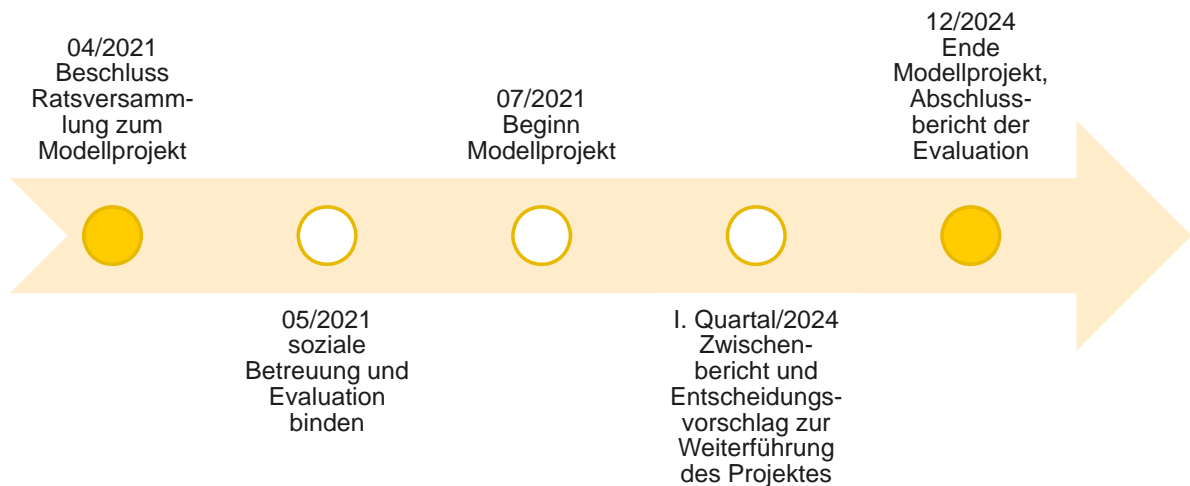 04/2021
Beschluss
Ratsversamm-
lung zum
Modellprojekt
05/2021
soziale
Betreuung und
Evaluation
binden
07/2021
Beginn
Modellprojekt
I. Quartal/2024
Zwischen-
bericht und
Entscheidungs-
vorschlag zur
Weiterführung
des Projektes
12/2024
Ende
Modellprojekt,
Abschluss-
bericht der
Evaluation